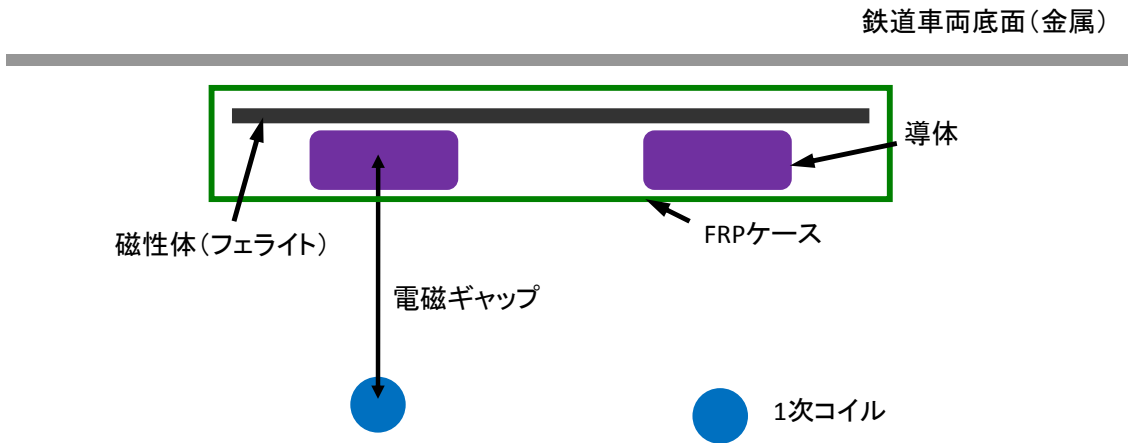 鉄道車両底面（金属）
導体
磁性体（フェライト）
FRPケース
電磁ギャップ
1次コイル